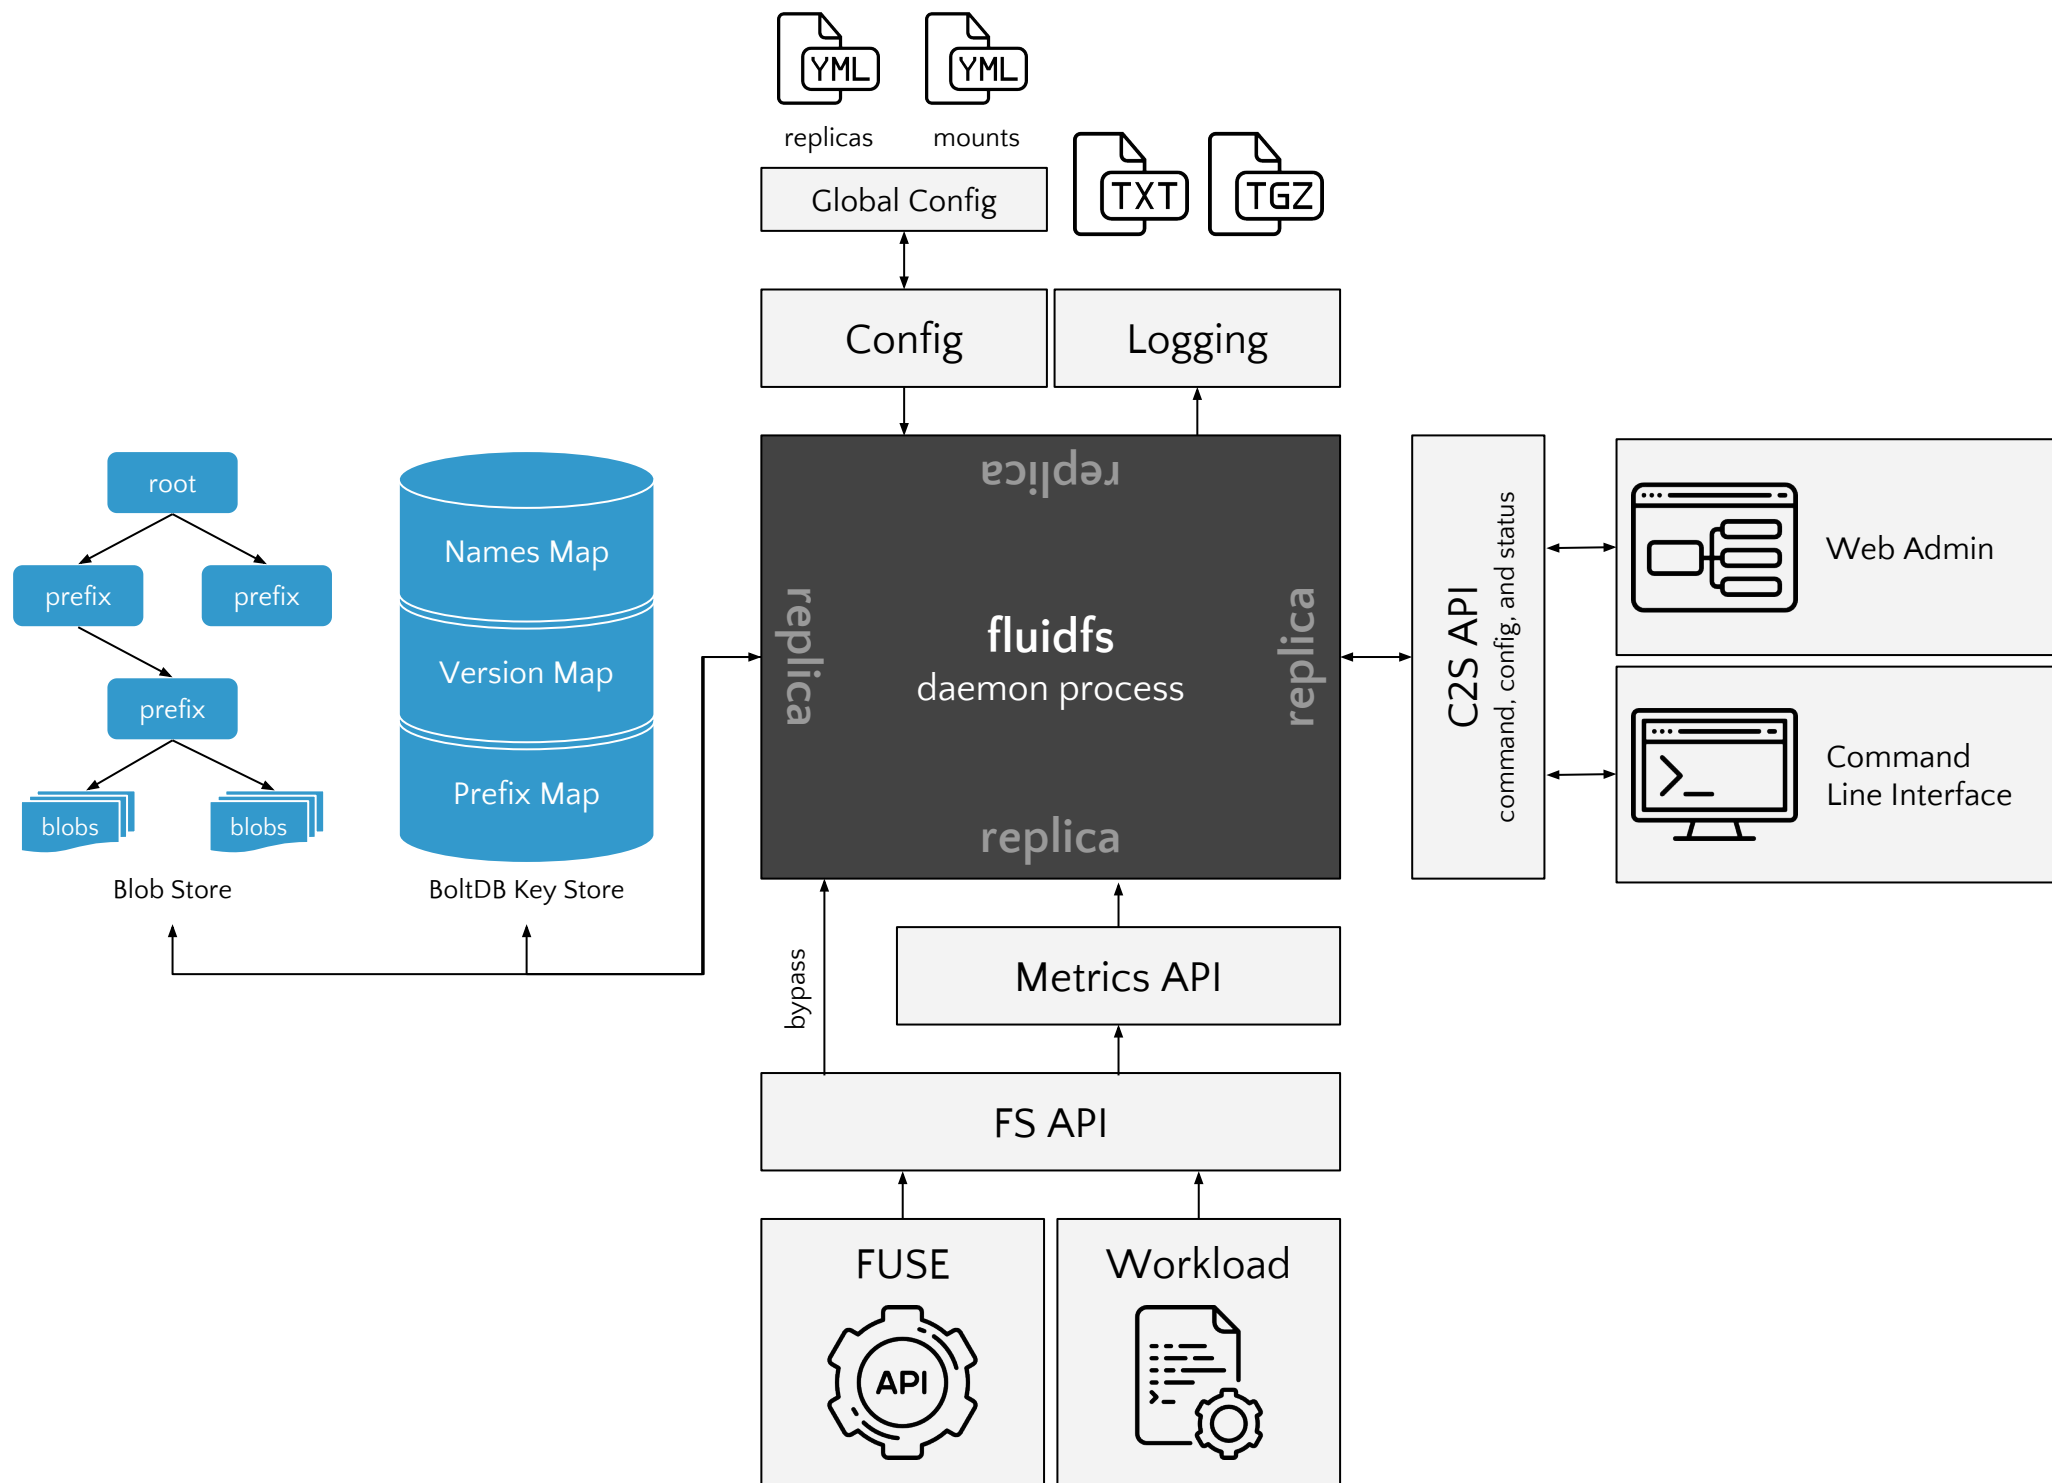 YML
YML
replicas
mounts
TXT
TGZ
Global Config
Config
Logging
root
prefix
prefix
prefix
blobs
blobs
Blob Store
Names Map
Version Map
Prefix Map
BoltDB Key Store
replica
replica
fluidfs
daemon process
replica
replica
C2S API
command, config, and status
Web Admin
Command
Line Interface
bypass
Metrics API
FS API
FUSE
API
Workload